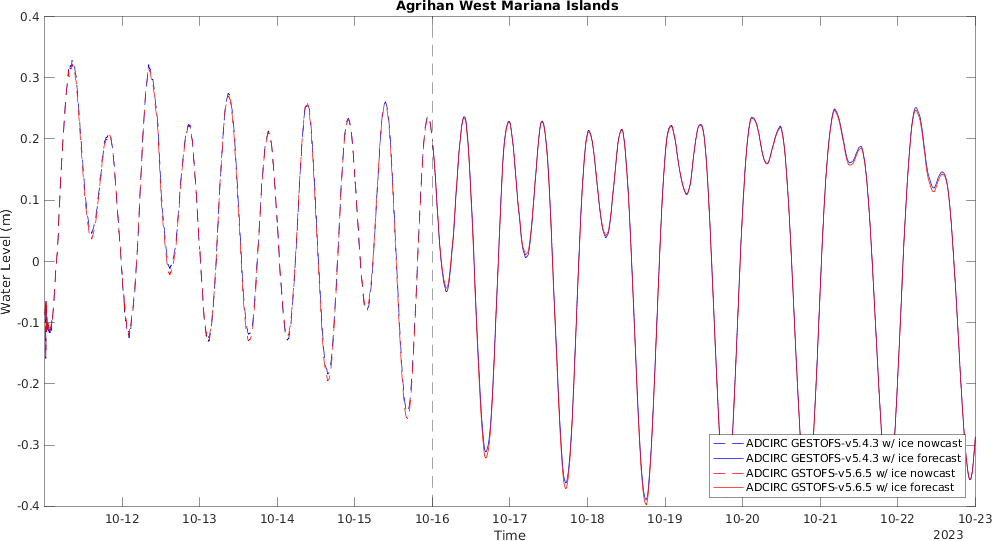 Agrihan West Mariana Islands
0.4
0.3
0.2
0.1
0
-0.1
-0.2
-0.3
-0.4
Water Level (m)
ADCIRC GESTOFS-v5.4.3 w/ ice nowcast
ADCIRC GESTOFS-v5.4.3 w/ ice forecast
ADCIRC GSTOFS-v5.6.5 w/ ice nowcast
ADCIRC GSTOFS-v5.6.5 w/ ice forecast
10-12 10-13 10-14 10-15 10-16 10-17 10-18 10-19 10-20 10-21 10-22 10-23
Time
2023